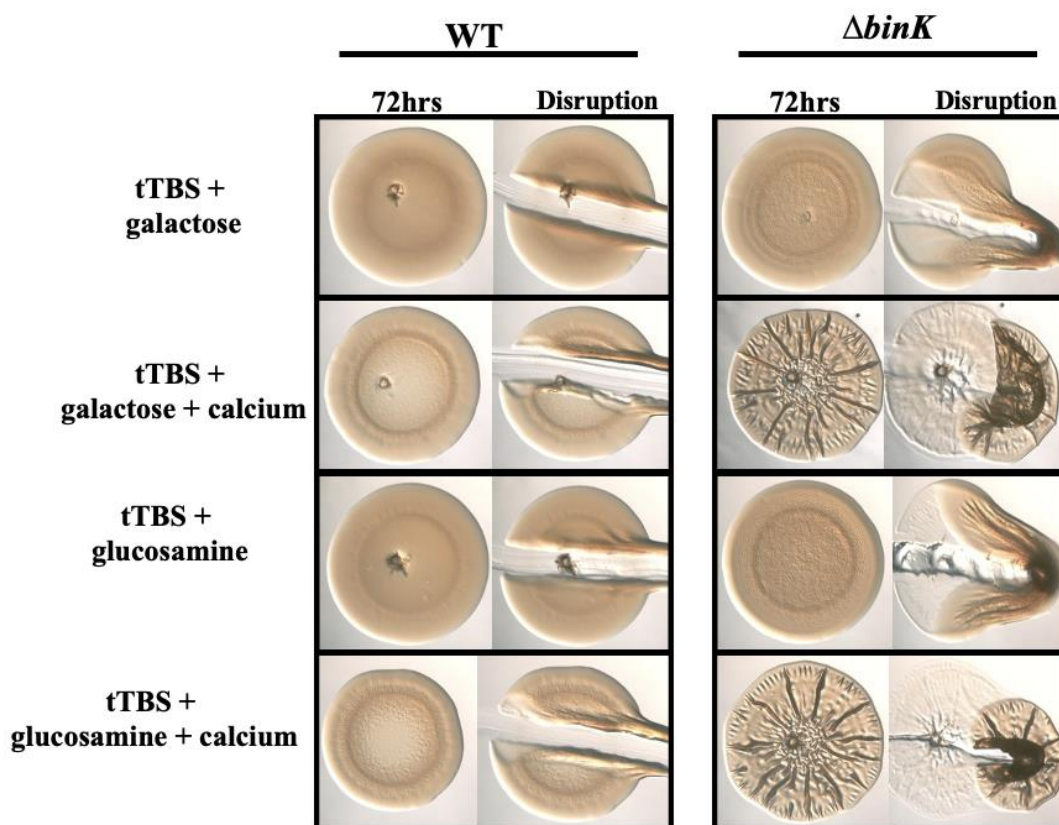 WT
ΔbinK
72hrs
Disruption
72hrs
Disruption
tTBS +
galactose
tTBS +
galactose + calcium
tTBS +
glucosamine
tTBS +
glucosamine + calcium